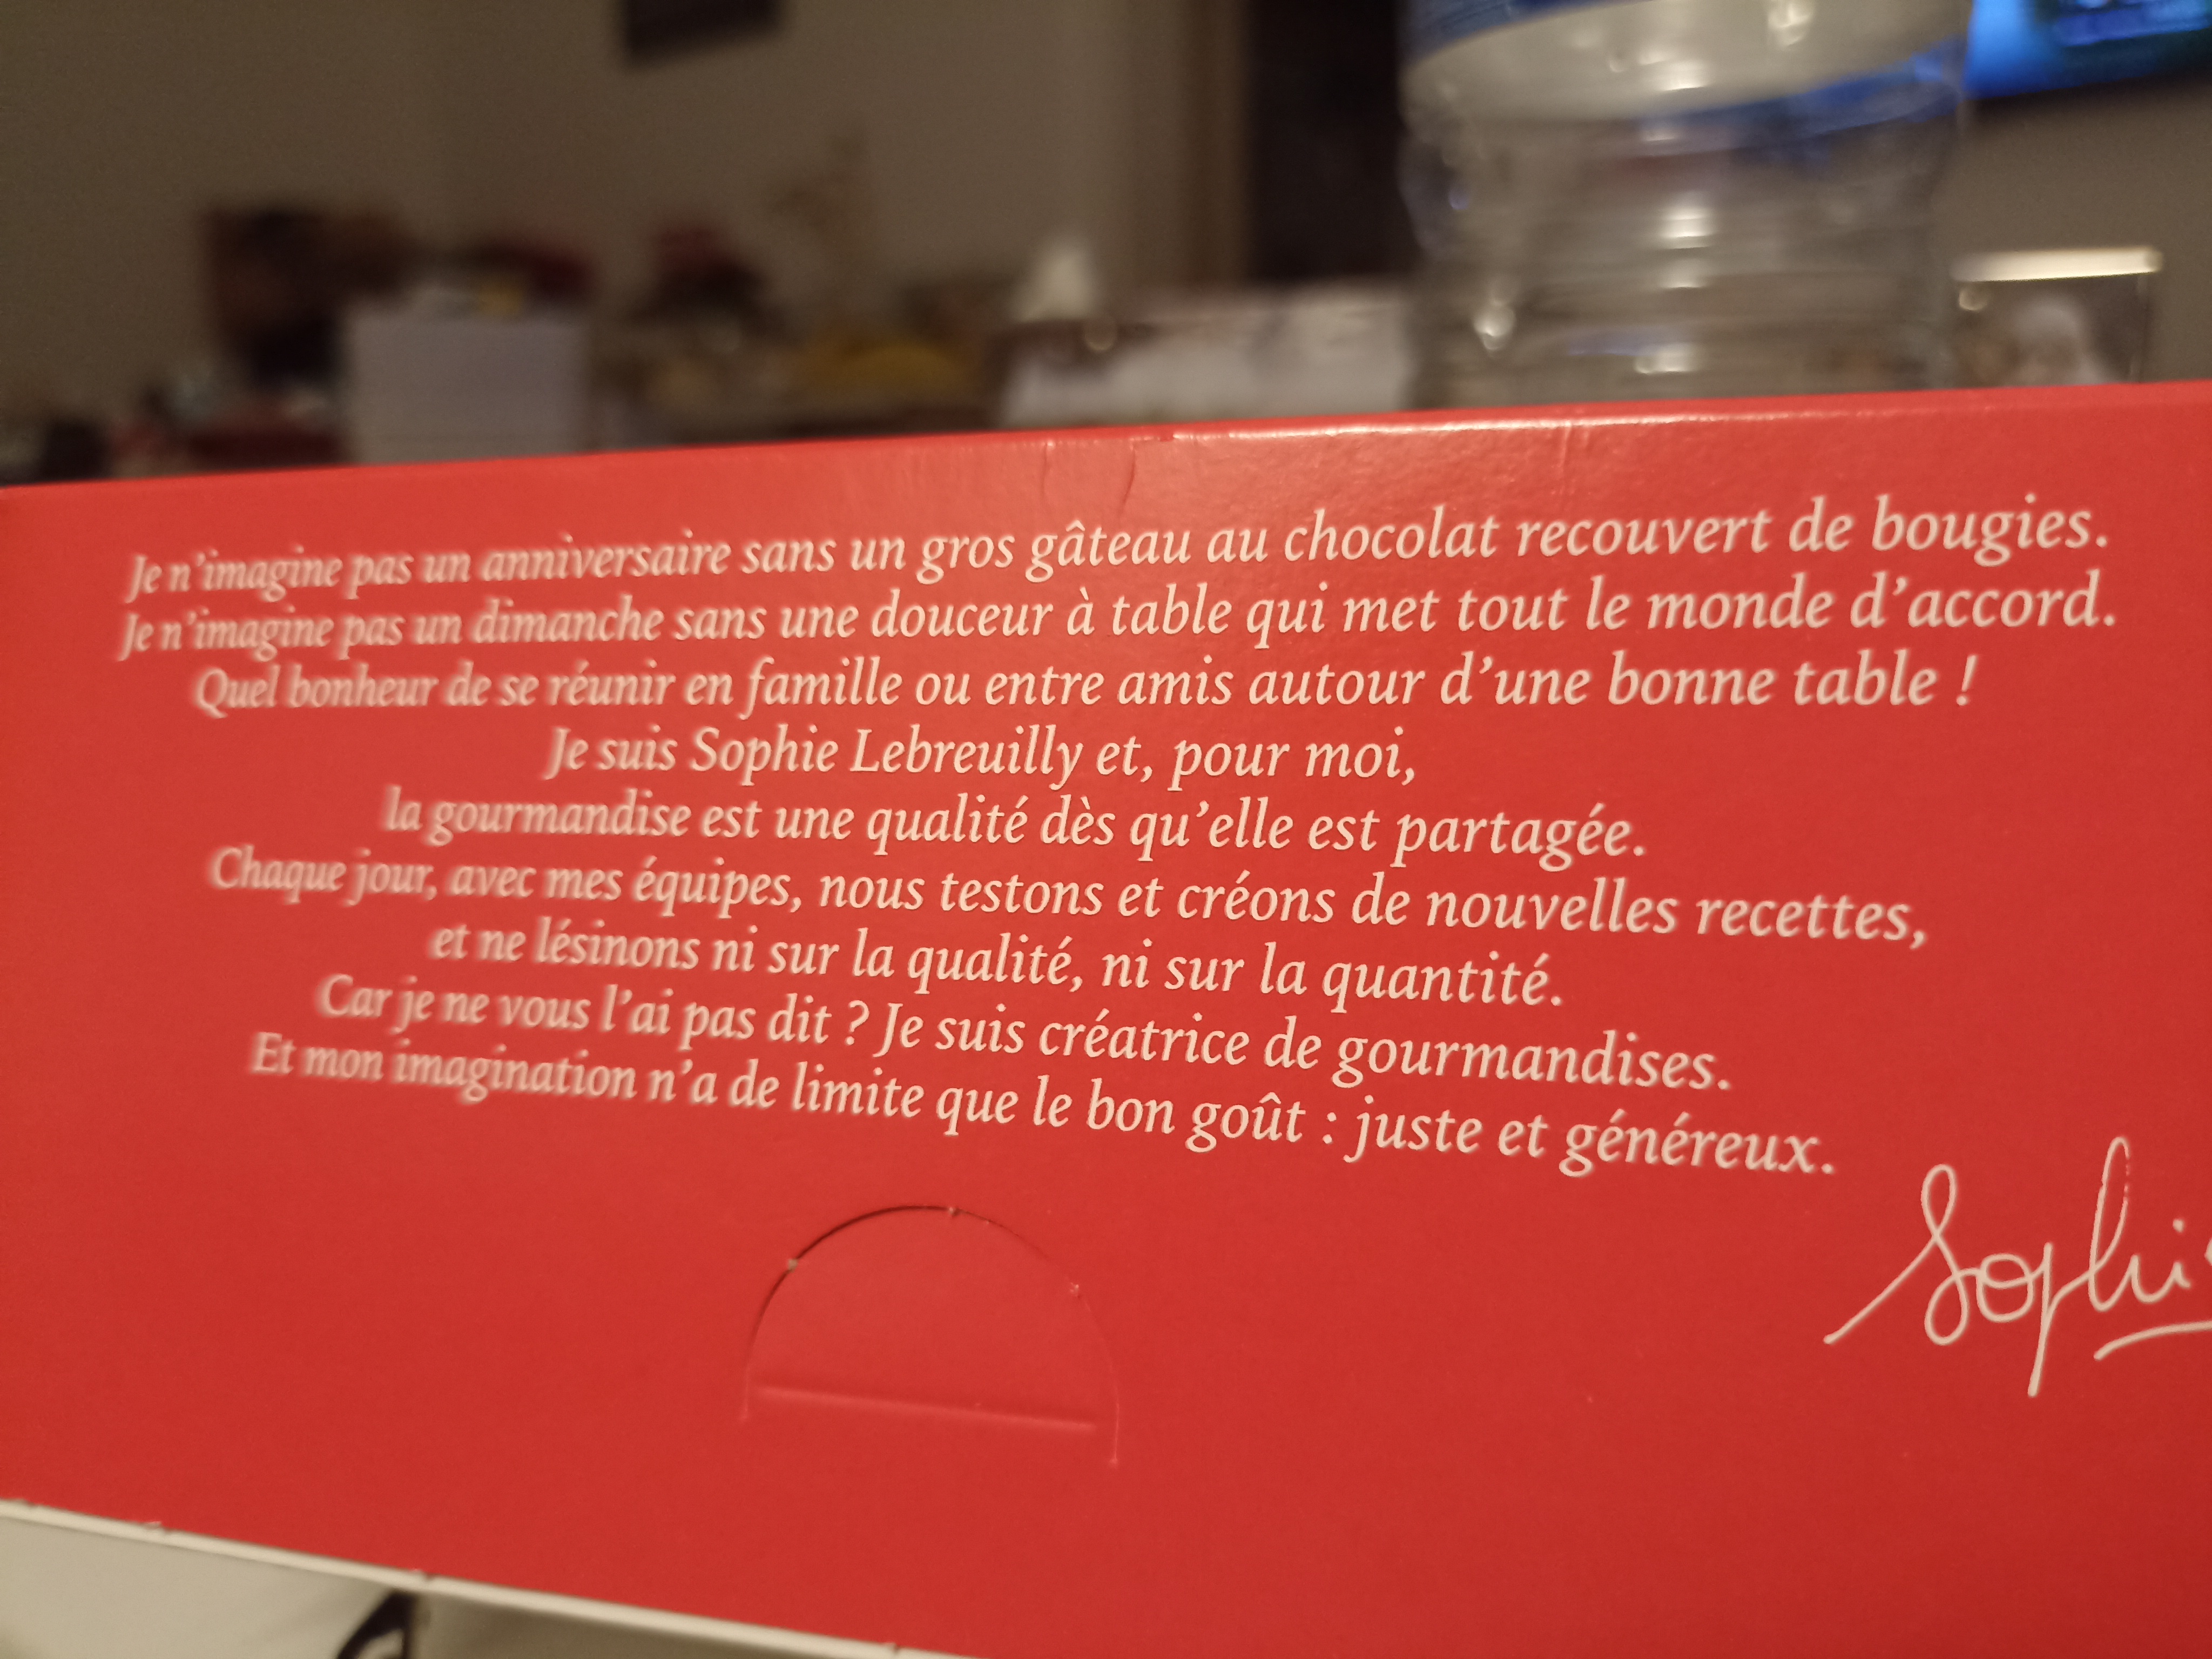 Je n'imagine pas un anniversaire sans un gros gâteau au chocolat recouvert de bougies.
Je n'imagine pas un dimanche sans une douceur à table qui met tout le monde d'accord.
Quel bonheur de se réunir en famille ou entre amis autour d'une bonne table !
Je suis Sophie Lebreuilly et, pour moi,
la gourmandise est une qualité dès qu'elle est partagée.
Chaque jour, avec mes équipes, nous testons et créons de nouvelles recettes,
et ne lésinons ni sur la qualité, ni sur la quantité.
Car je ne vous l'ai pas dit ? Je suis créatrice de gourmandises.
Et mon imagination n'a de limite que le bon goût : juste et généreux.
Sophi